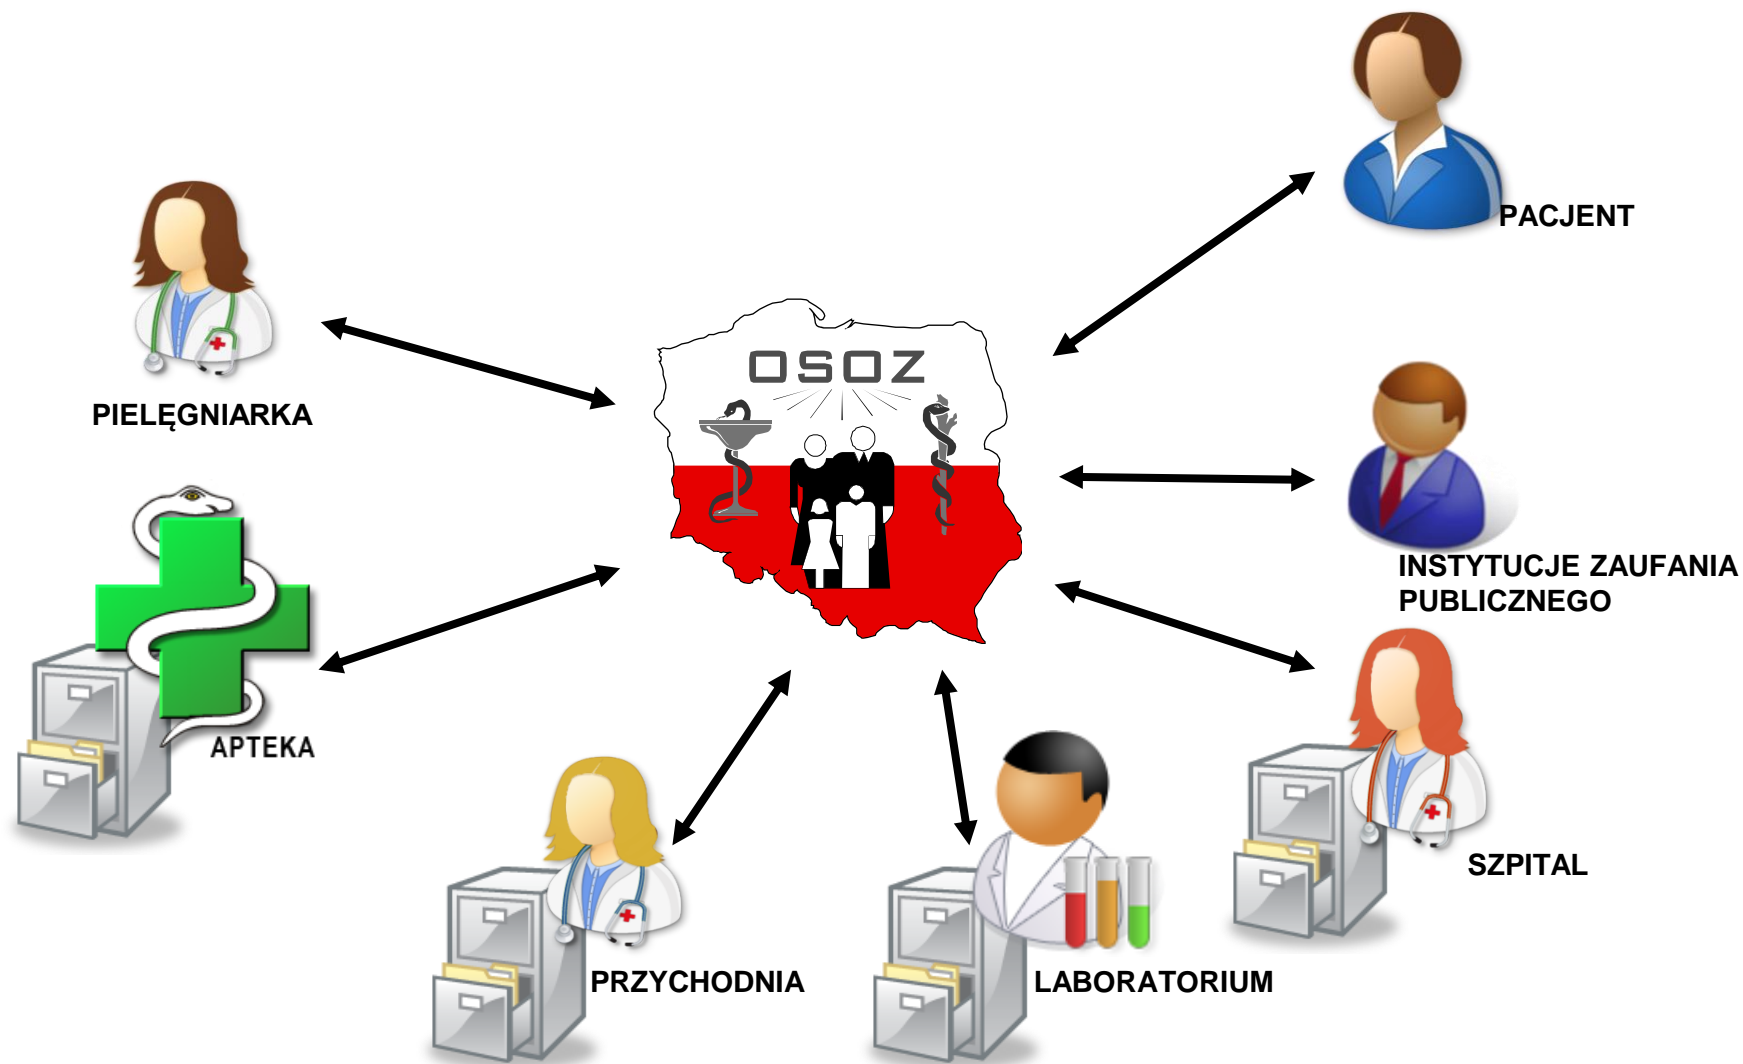 PACJENT
OSOZ
PIELĘGNIARKA
INSTYTUCJE ZAUFANIA
PUBLICZNEGO
APTEKA
SZPITAL
PRZYCHODNIA
LABORATORIUM